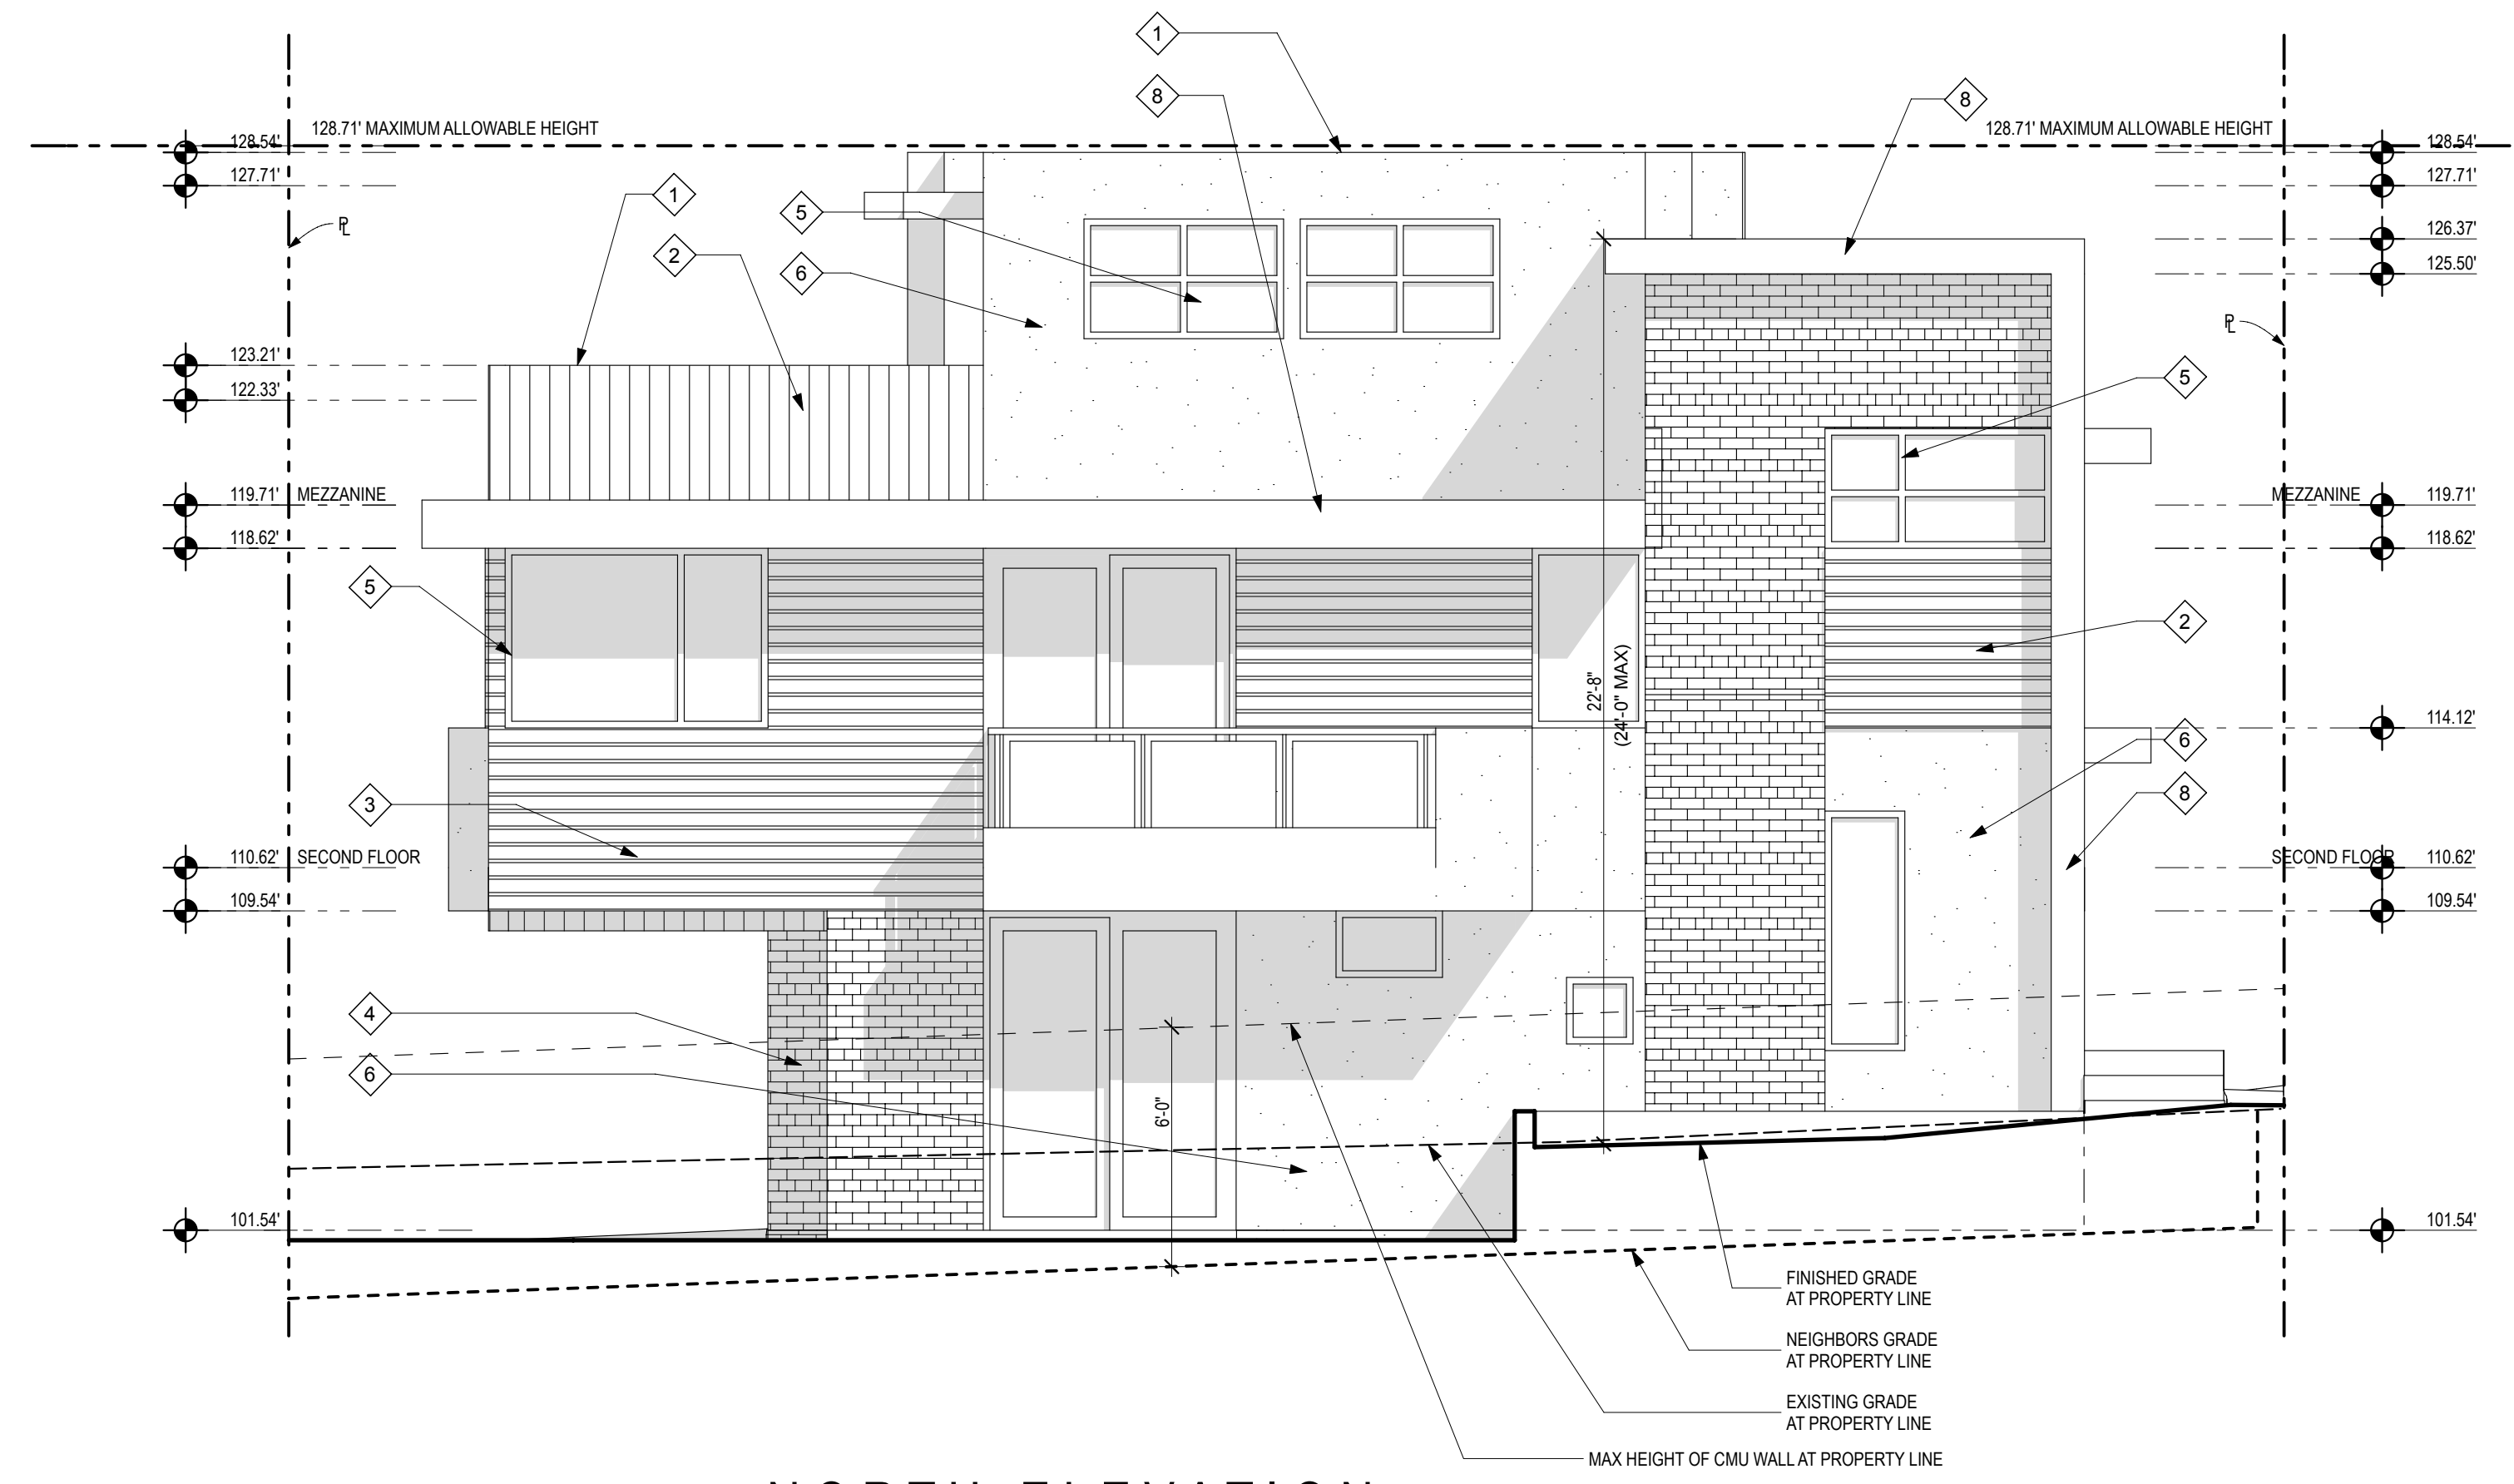 1
8
8
128.71' MAXIMUM ALLOWABLE HEIGHT
128.71' MAXIMUM ALLOWABLE HEIGHT
128.54'
128.54'
127.71'
127.71'
1
5
PL
2
6
126.37'
125.50'
PL
123.21'
122.33'
5
119.71' MEZZANINE
MEZZANINE 119.71'
118.62'
118.62'
5
2
22'-8"
(24'-0" MAX)
114.12'
6
3
8
110.62' SECOND FLOOR
SECOND FLOOR 110.62'
109.54'
109.54'
4
6
6'-0"
101.54'
101.54'
FINISHED GRADE
AT PROPERTY LINE
NEIGHBORS GRADE
AT PROPERTY LINE
EXISTING GRADE
AT PROPERTY LINE
MAX HEIGHT OF CMU WALL AT PROPERTY LINE
NORTH ELEVATION